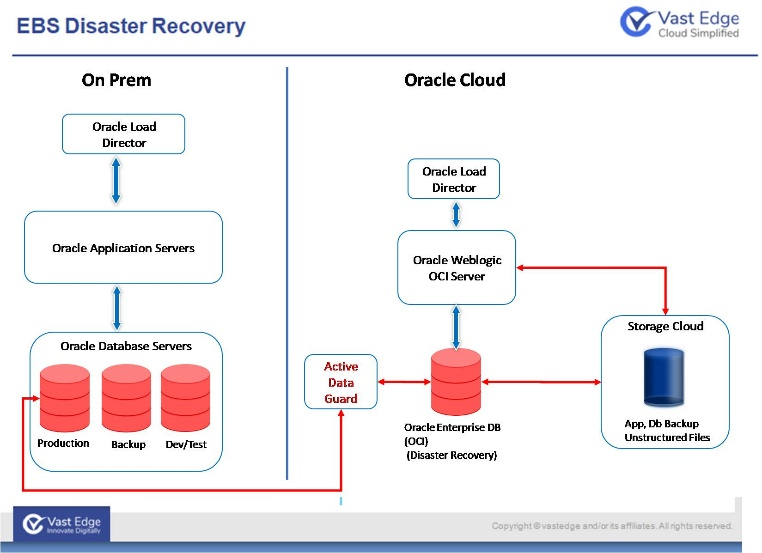 EBS Disaster Recovery
Vast Edge
Cloud Simplified
On Prem
Oracle Cloud
Oracle Load
Director
Oracle Application Servers
Oracle Database Servers
Production
Backup
Dev/Test
Oracle Load
Director
Oracle Weblogic
OCI Server
Active
Data
Guard
Oracle Enterprise DB
(OCI)
(Disaster Recovery)
Storage Cloud
App, Db Backup
Unstructured Files
Vast Edge
Innovate Digitally
Copyright @ vastedge and/or its affiliates. All rights reserved.